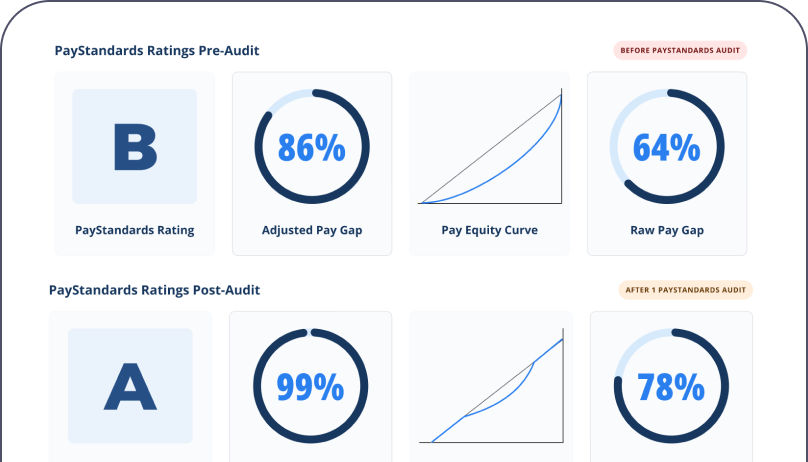 PayStandards Ratings Pre-Audit
BEFORE PAYSTANDARDS AUDIT
B
86%
64%
PayStandards Rating
Adjusted Pay Gap
Pay Equity Curve
Raw Pay Gap
PayStandards Ratings Post-Audit
AFTER 1 PAYSTANDARDS AUDIT
A
99%
78%